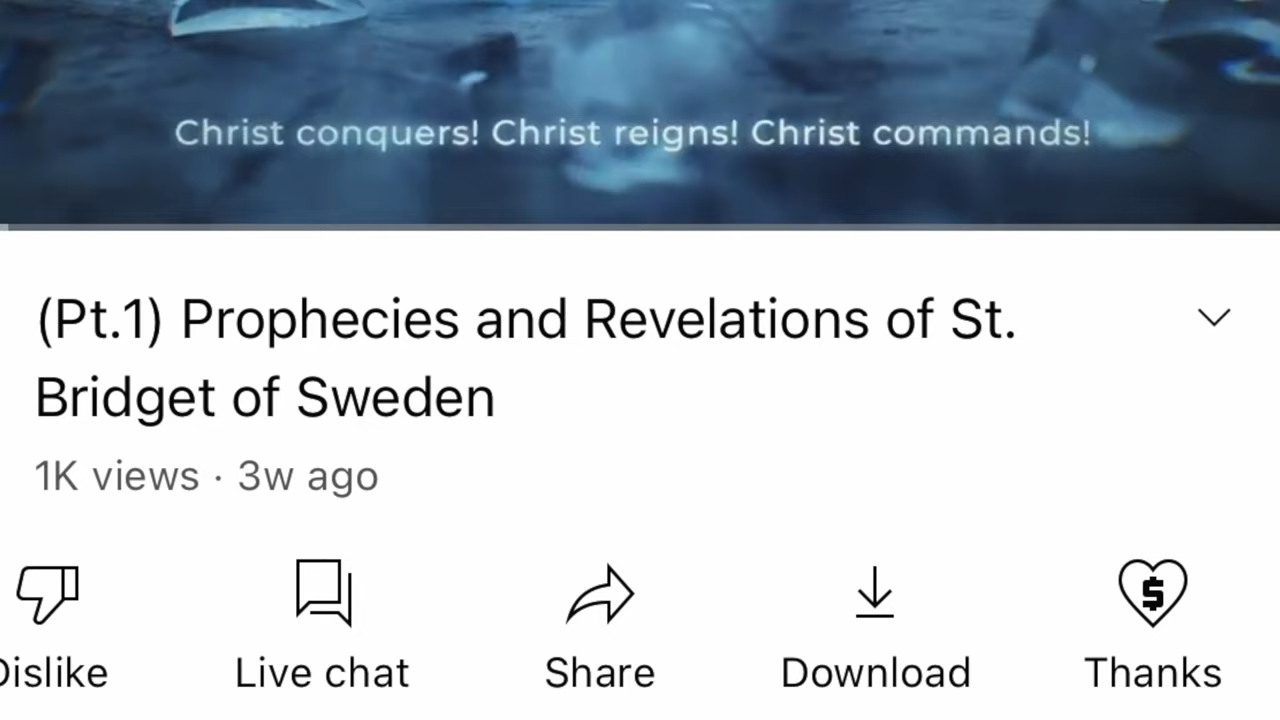 Christ conquers! Christ reigns! Christ commands!
(Pt.1) Prophecies and Revelations of St.
Bridget of Sweden
1K views · 3w ago
Dislike Live chat Share Download Thanks